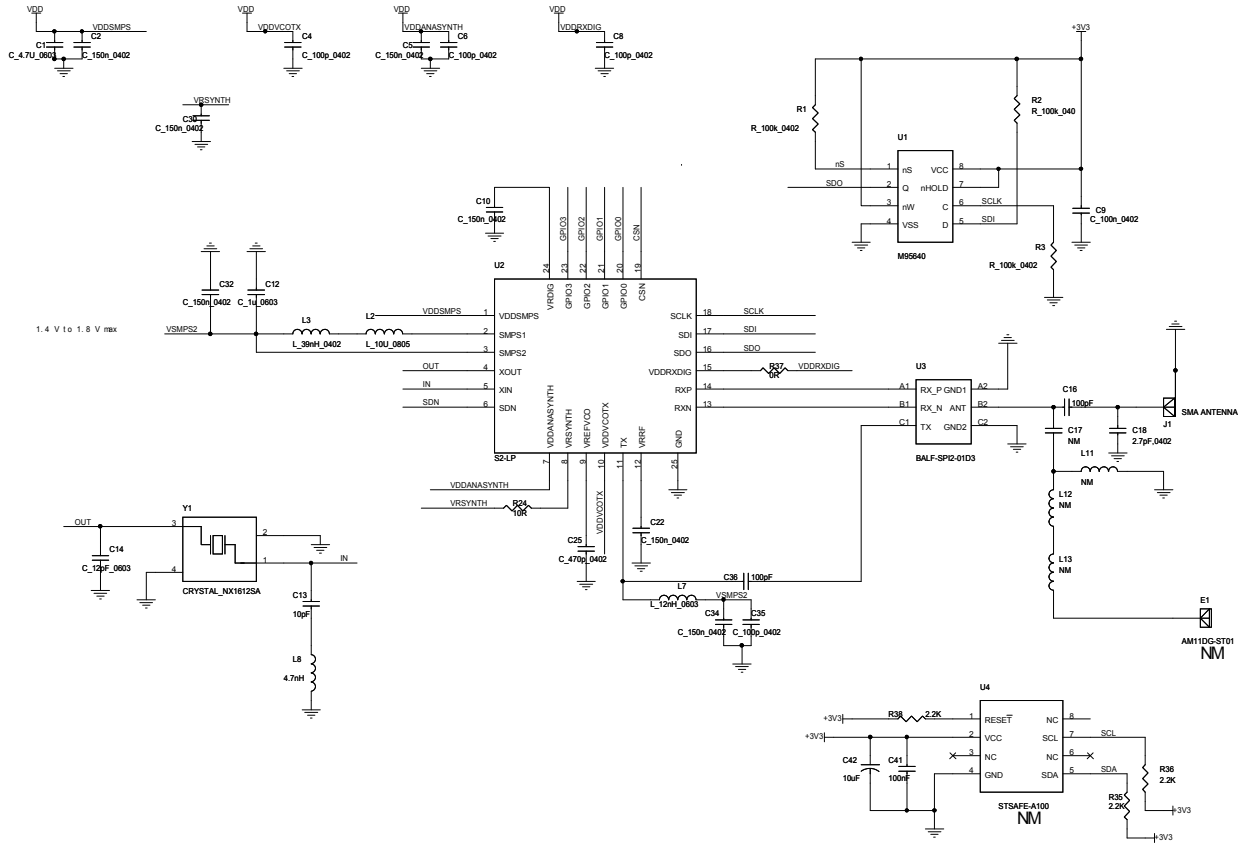 VDD VDD VDD VDD
VDDSMPS VDDVCOTX VDDANASYNTH VDDRXDIG +3V3
C1 C2 C4 C5 C6 C8
C_4.7U_0603 C_150n_0402 C_100p_0402 C_150n_0402 C_100p_0402 C_100p_0402
VRSYNTH
C30
C_150n_0402
R1
R_100k_0402
R2
R_100k_040
U1
nS 1 nS VCC 8
SDO 2 Q nHOLD 7
3 nW C 6 SCLK
4 VSS D 5 SDI
M95640
C9
C_100n_0402
R3
R_100k_0402
C10
C_150n_0402
GPIO3 GPIO2 GPIO1 GPIO0 CSN
U2
24 23 22 21 20 19
VRDIG GPIO3 GPIO2 GPIO1 GPIO0 CSN
C32
C_150n_0402
C12
C_1u_0603
1.4 V to 1.8 V max
VSMPS2
L3
L_39nH_0402
L2
L_10U_0805
VDDSMPS 1 VDDSMPS SCLK 18 SCLK
2 SMPS1 SDI 17 SDI
3 SMPS2 SDO 16 SDO
OUT 4 XOUT VDDRXDIG 15 R37 0R VDDRXDIG
IN 5 XIN RXP 14
SDN 6 SDN RXN 13
VDDANASYNTH VRSYNTH VREFVCO VDDVCOTX TX VRRF GND
S2-LP
7 8 9 10 11 12 25
VDDANASYNTH
VRSYNTH
R24
10R
VDDVCOTX
C25
C_470p_0402
C22
C_150n_0402
U3
A1 RX_P GND1 A2
B1 RX_N ANT B2
C1 TX GND2 C2
BALF-SPI2-01D3
C16
100pF
C17
NM
C18
2.7pF,0402
SMA ANTENNA
J1
L11
NM
L12
NM
L13
NM
E1
AM11DG-ST01
NM
Y1
OUT 3 2
C14
C_12pF_0603
4 1 IN
CRYSTAL_NX1612SA
C13
10pF
L8
4.7nH
C36 100pF
L7
L_12nH_0603
VSMPS2
C34 C35
C_150n_0402 C_100p_0402
U4
+3V3 R38 2.2K 1 RESET NC 8
+3V3 2 VCC SCL 7 SCL
3 NC NC 6
4 GND SDA 5 SDA
C42
10uF
C41
100nF
STSAFE-A100
NM
R36
2.2K
R35
2.2K
+3V3
+3V3